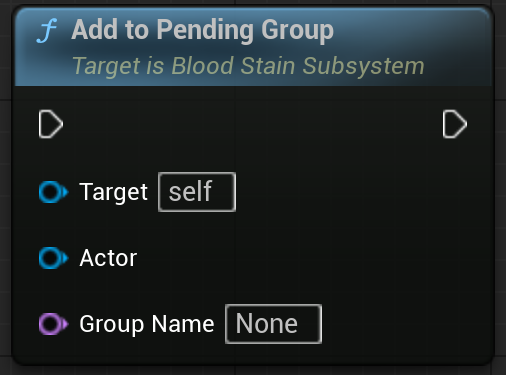 f Add to Pending Group
Target is Blood Stain Subsystem
Target self
Actor
Group Name None